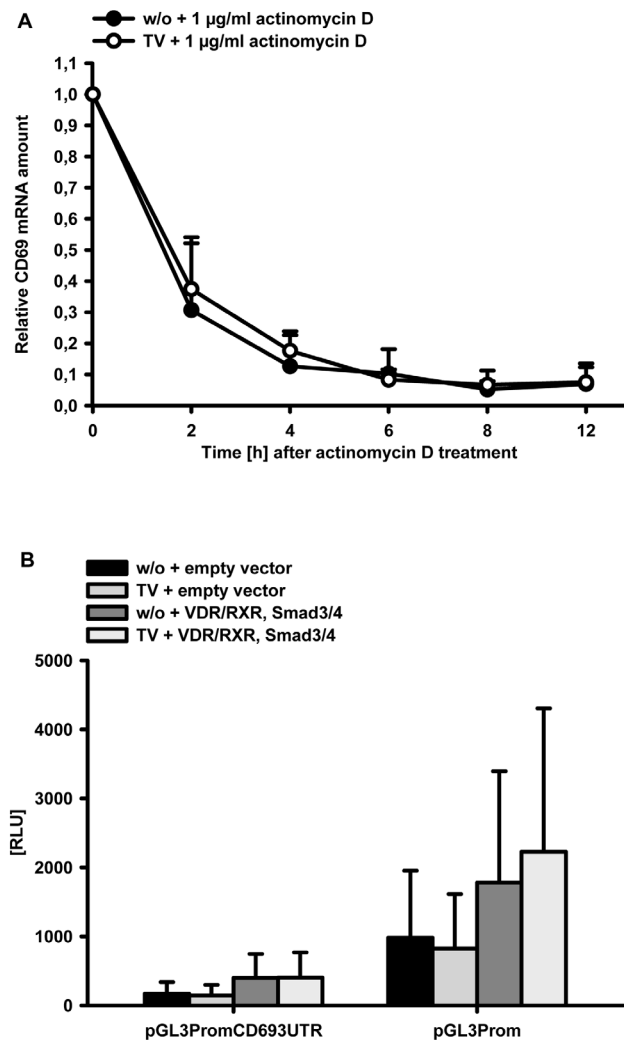 A
w/o + 1 µg/ml actinomycin D
TV + 1 µg/ml actinomycin D
1,1
1,0
0,9
0,8
0,7
0,6
0,5
0,4
0,3
0,2
0,1
0,0
Relative CD69 mRNA amount
0 2 4 6 8 12
Time [h] after actinomycin D treatment
B
w/o + empty vector
TV + empty vector
w/o + VDR/RXR, Smad3/4
TV + VDR/RXR, Smad3/4
5000
4000
3000
2000
1000
0
[RLU]
pGL3PromCD693UTR pGL3Prom